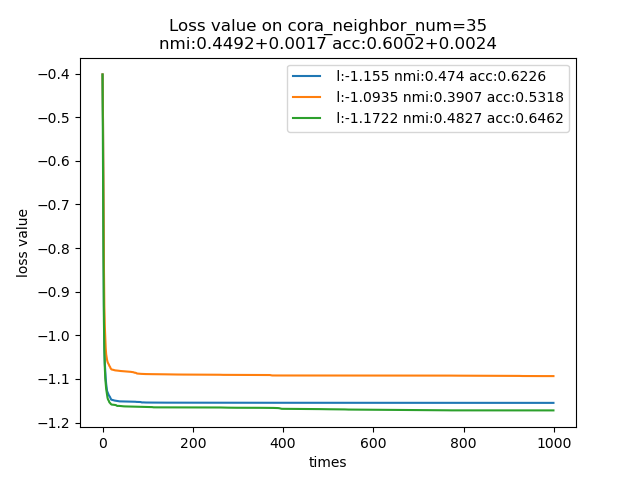 Loss value on cora_neighbor_num=35
nmi:0.4492+0.0017 acc:0.6002+0.0024
l:-1.155 nmi:0.474 acc:0.6226
l:-1.0935 nmi:0.3907 acc:0.5318
l:-1.1722 nmi:0.4827 acc:0.6462
−0.4
−0.5
−0.6
−0.7
−0.8
−0.9
−1.0
−1.1
−1.2
loss value
0 200 400 600 800 1000
times